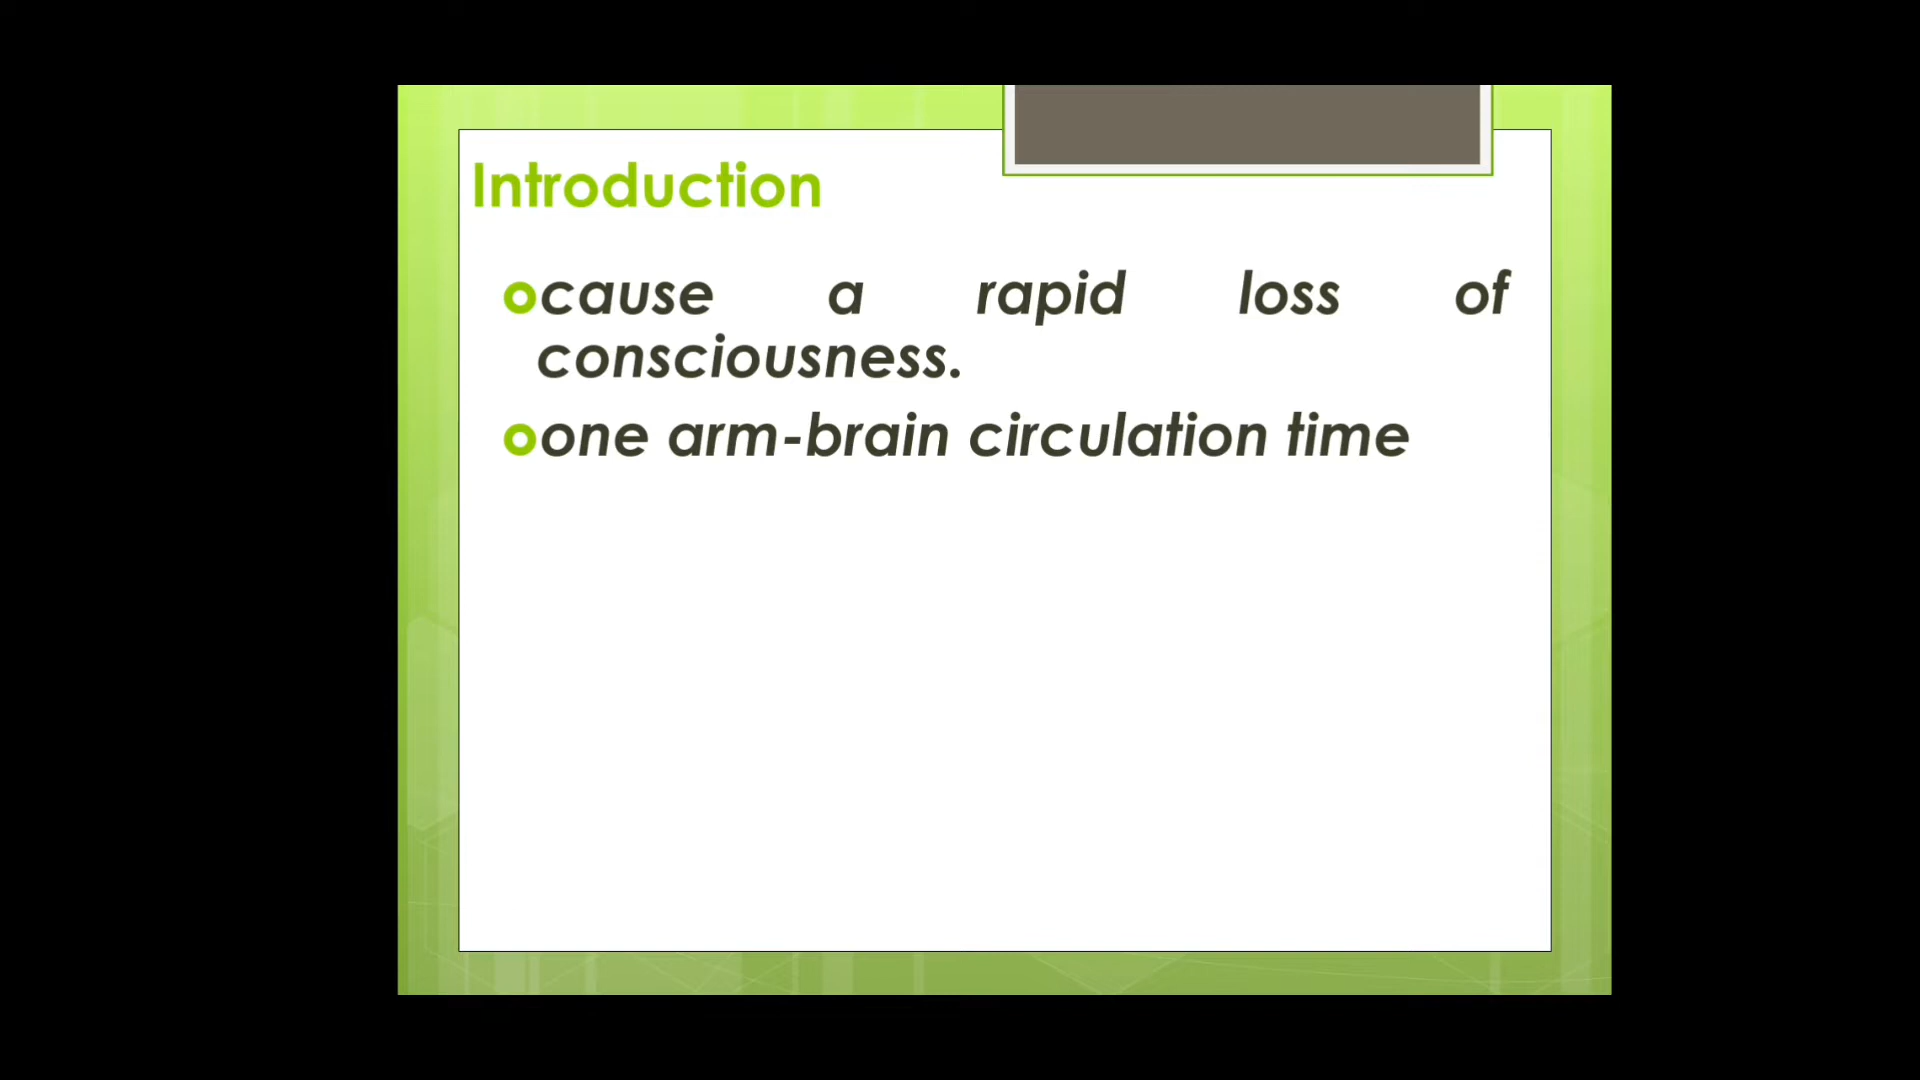 Introduction
cause a rapid loss of
consciousness.
one arm-brain circulation time